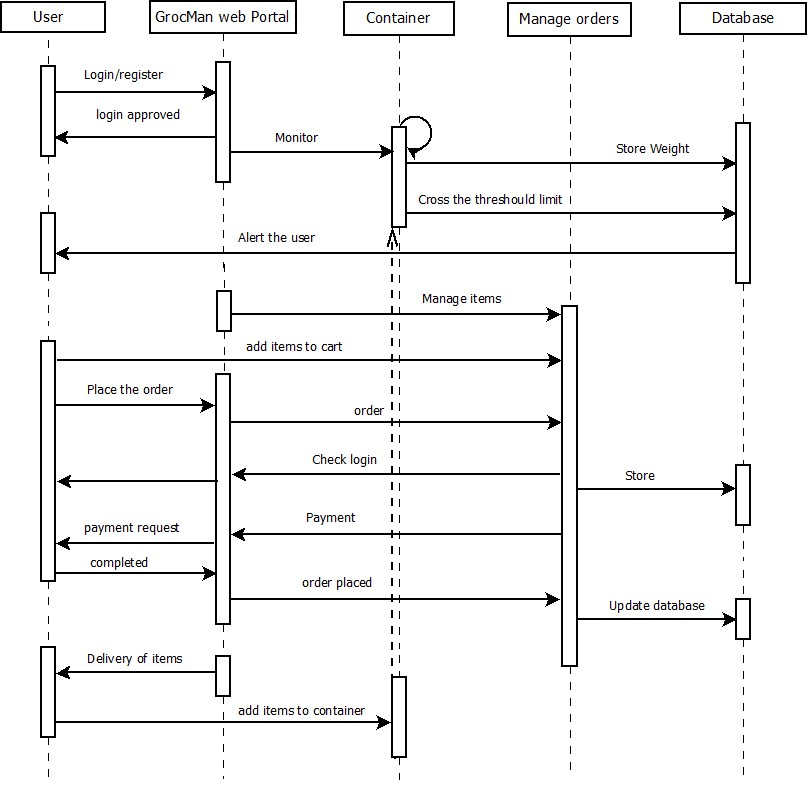 User
GrocMan web Portal
Container
Manage orders
Database
Login/register
login approved
Monitor
Store Weight
Cross the threshould limit
Alert the user
Manage items
add items to cart
Place the order
order
Check login
Store
Payment
payment request
completed
order placed
Update database
Delivery of items
add items to container